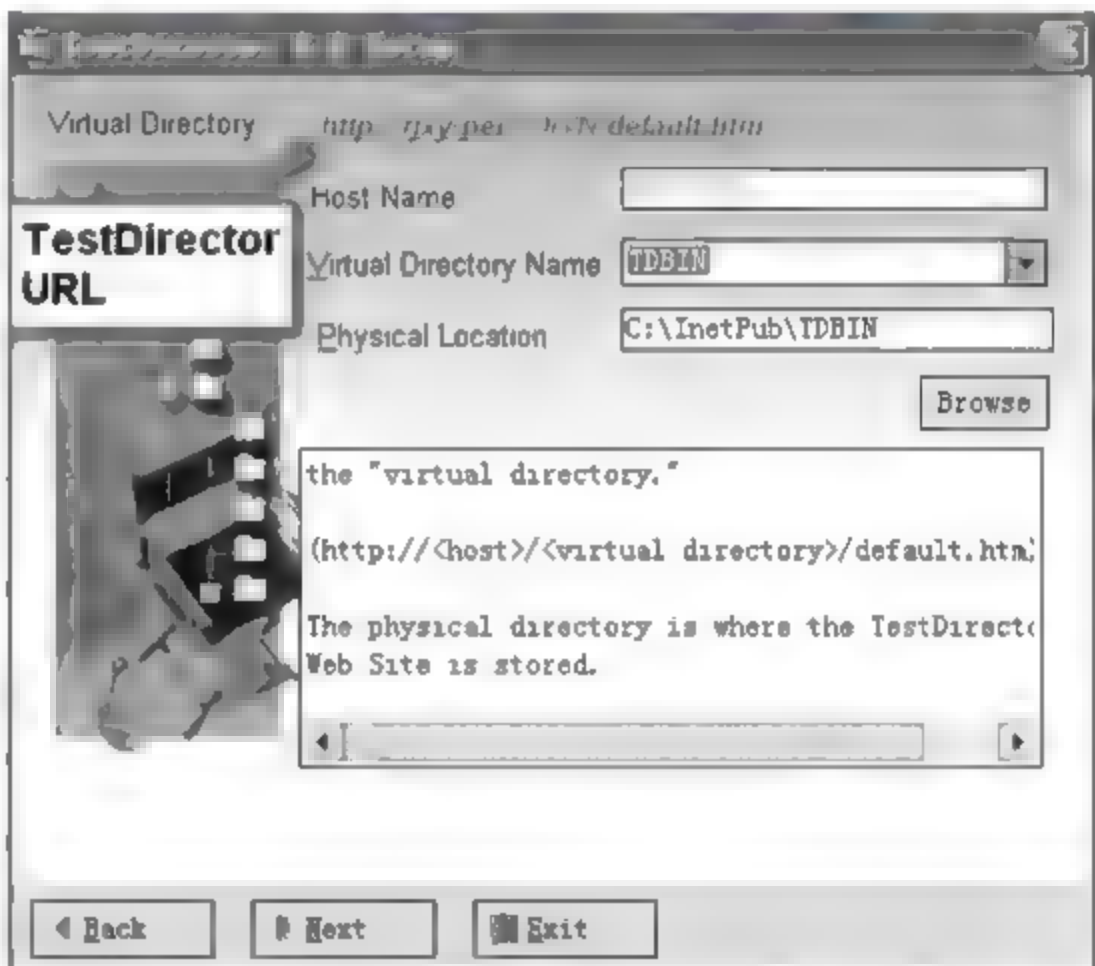 Virtual Directory
default.htm
Host Name
TestDirector
URL
Virtual Directory Name TDBIN
Physical Location C:\InetPub\TDBIN
Browse
the "virtual directory."
(http://<host>/<virtual directory>/default.htm)
The physical directory is where the TestDirecto
Web Site is stored.
Back Next Exit